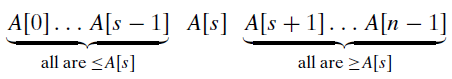 A[0] . . . A[s − 1] A[s] A[s + 1] . . . A[n − 1]
all are ≤A[s] all are ≥A[s]